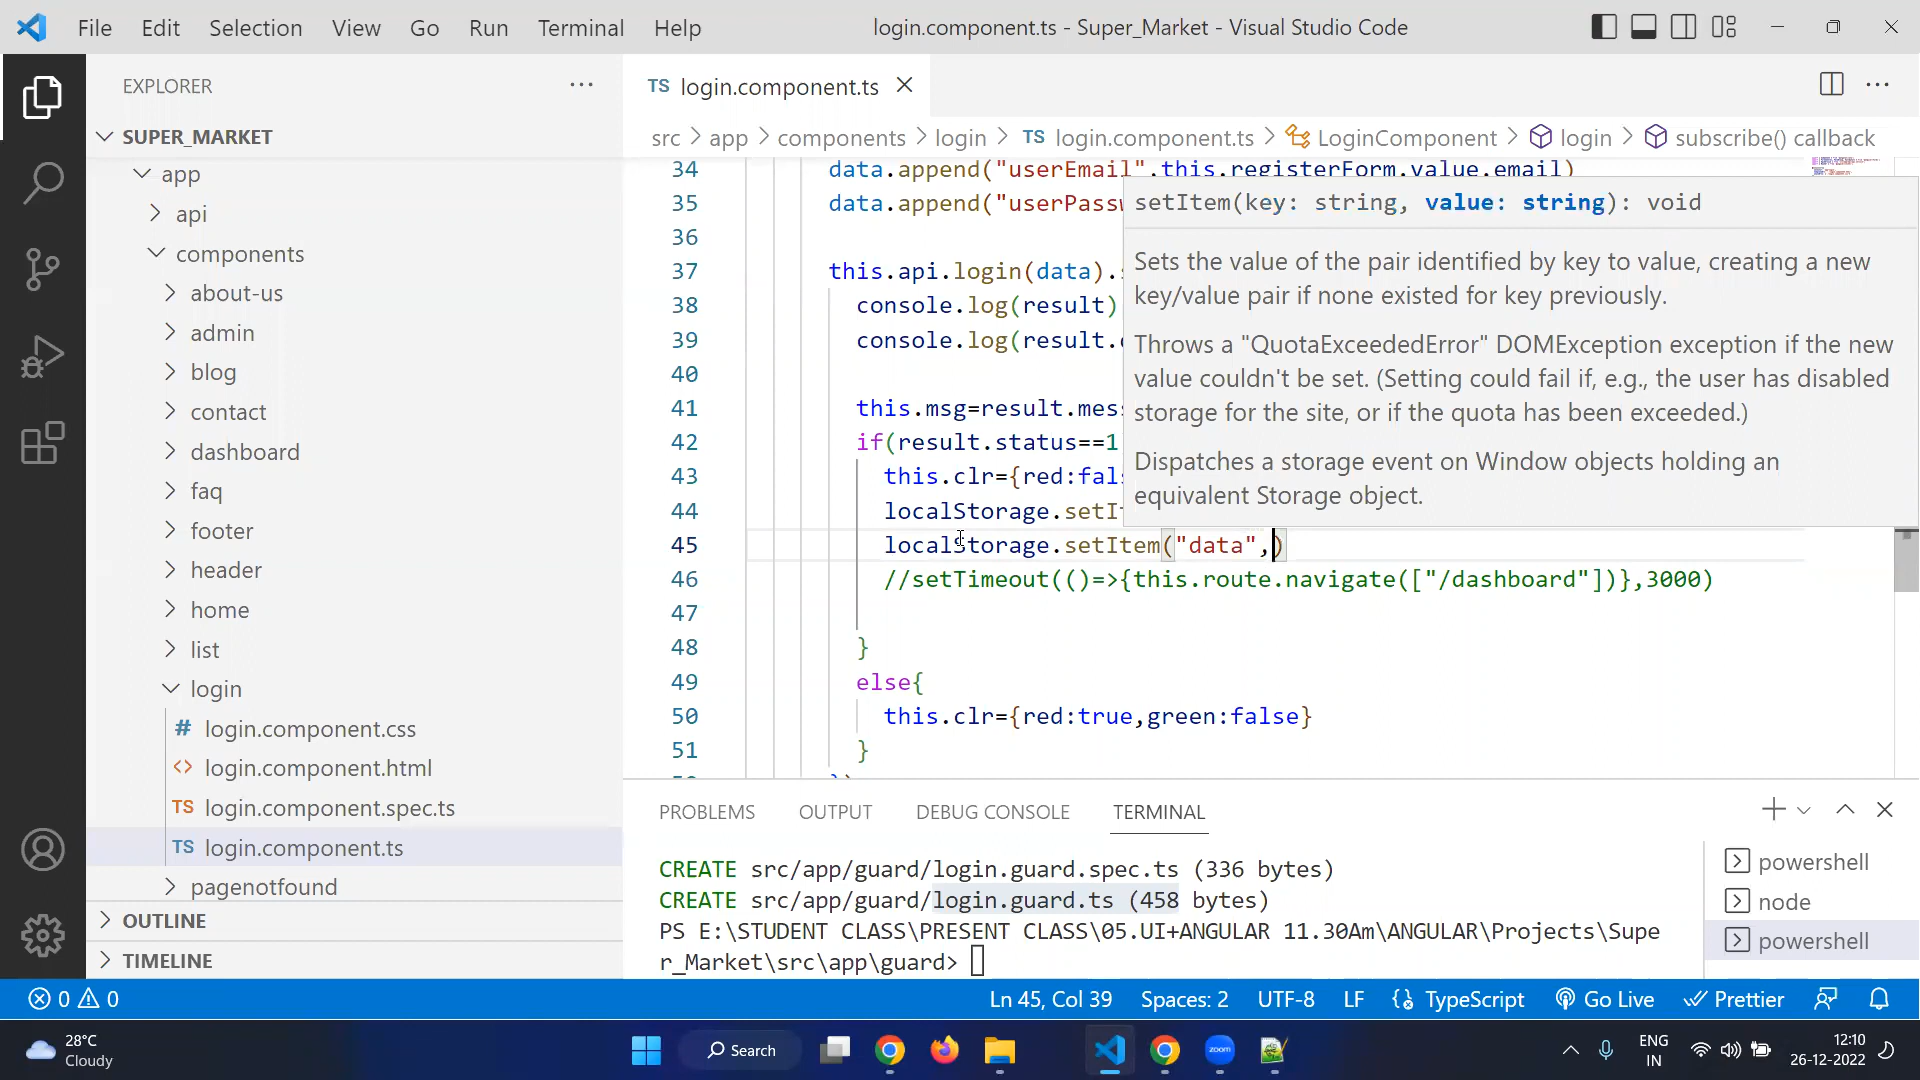 File Edit Selection View Go Run Terminal Help
login.component.ts - Super_Market - Visual Studio Code
EXPLORER
SUPER_MARKET
app
api
components
about-us
admin
blog
contact
dashboard
faq
footer
header
home
list
login
# login.component.css
<> login.component.html
TS login.component.spec.ts
TS login.component.ts
pagenotfound
OUTLINE
TIMELINE
TS login.component.ts
src > app > components > login > TS login.component.ts > LoginComponent > login > subscribe() callback
34 data.append("userEmail",this.registerForm.value.email)
35 data.append("userPass
36
37 this.api.login(data).
38 console.log(result)
39 console.log(result.
40
41 this.msg=result.mes
42 if(result.status==1
43 this.clr={red:fal
44 localStorage.setI
45 localStorage.setItem("data",)
46 //setTimeout(()=>{this.route.navigate(["/dashboard"])},3000)
47
48 }
49 else{
50 this.clr={red:true,green:false}
51 }
setItem(key: string, value: string): void
Sets the value of the pair identified by key to value, creating a new
key/value pair if none existed for key previously.
Throws a "QuotaExceededError" DOMException exception if the new
value couldn't be set. (Setting could fail if, e.g., the user has disabled
storage for the site, or if the quota has been exceeded.)
Dispatches a storage event on Window objects holding an
equivalent Storage object.
PROBLEMS OUTPUT DEBUG CONSOLE TERMINAL
CREATE src/app/guard/login.guard.spec.ts (336 bytes)
CREATE src/app/guard/login.guard.ts (458 bytes)
PS E:\STUDENT CLASS\PRESENT CLASS\05.UI+ANGULAR 11.30Am\ANGULAR\Projects\Supe
r_Market\src\app\guard>
powershell
node
powershell
0 0
Ln 45, Col 39 Spaces: 2 UTF-8 LF TypeScript Go Live Prettier
28°C
Cloudy
Search
zoom
ENG
IN
12:10
26-12-2022